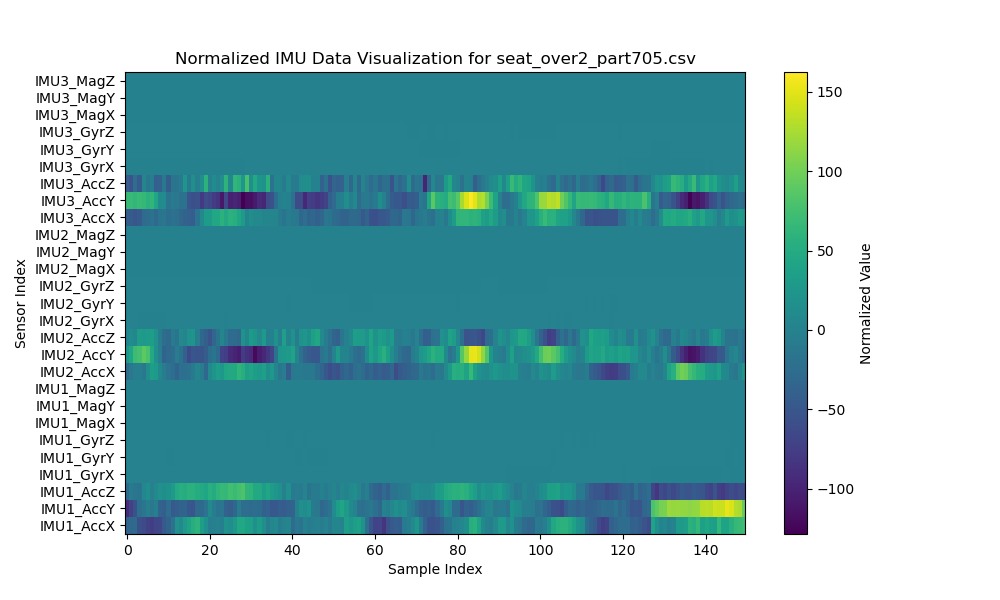 Normalized IMU Data Visualization for seat_over2_part705.csv
IMU3_MagZ
IMU3_MagY
IMU3_MagX
IMU3_GyrZ
IMU3_GyrY
IMU3_GyrX
IMU3_AccZ
IMU3_AccY
IMU3_AccX
IMU2_MagZ
IMU2_MagY
IMU2_MagX
IMU2_GyrZ
IMU2_GyrY
IMU2_GyrX
IMU2_AccZ
IMU2_AccY
IMU2_AccX
IMU1_MagZ
IMU1_MagY
IMU1_MagX
IMU1_GyrZ
IMU1_GyrY
IMU1_GyrX
IMU1_AccZ
IMU1_AccY
IMU1_AccX
Sensor Index
0 20 40 60 80 100 120 140
Sample Index
150
100
50
0
−50
−100
Normalized Value